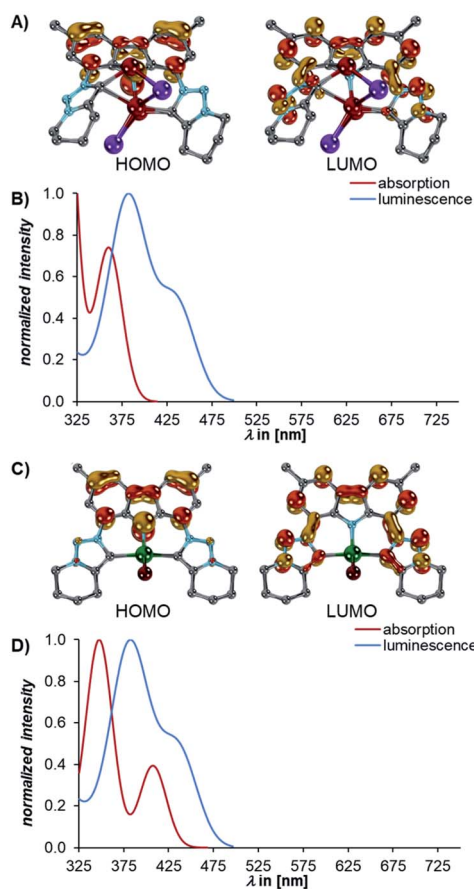 A)
HOMO
LUMO
absorption
luminescence
B)
normalized intensity
1.0
0.8
0.6
0.4
0.2
0.0
325 375 425 475 525 575 625 675 725
λ in [nm]
C)
HOMO
LUMO
absorption
luminescence
D)
normalized intensity
1.0
0.8
0.6
0.4
0.2
0.0
325 375 425 475 525 575 625 675 725
λ in [nm]